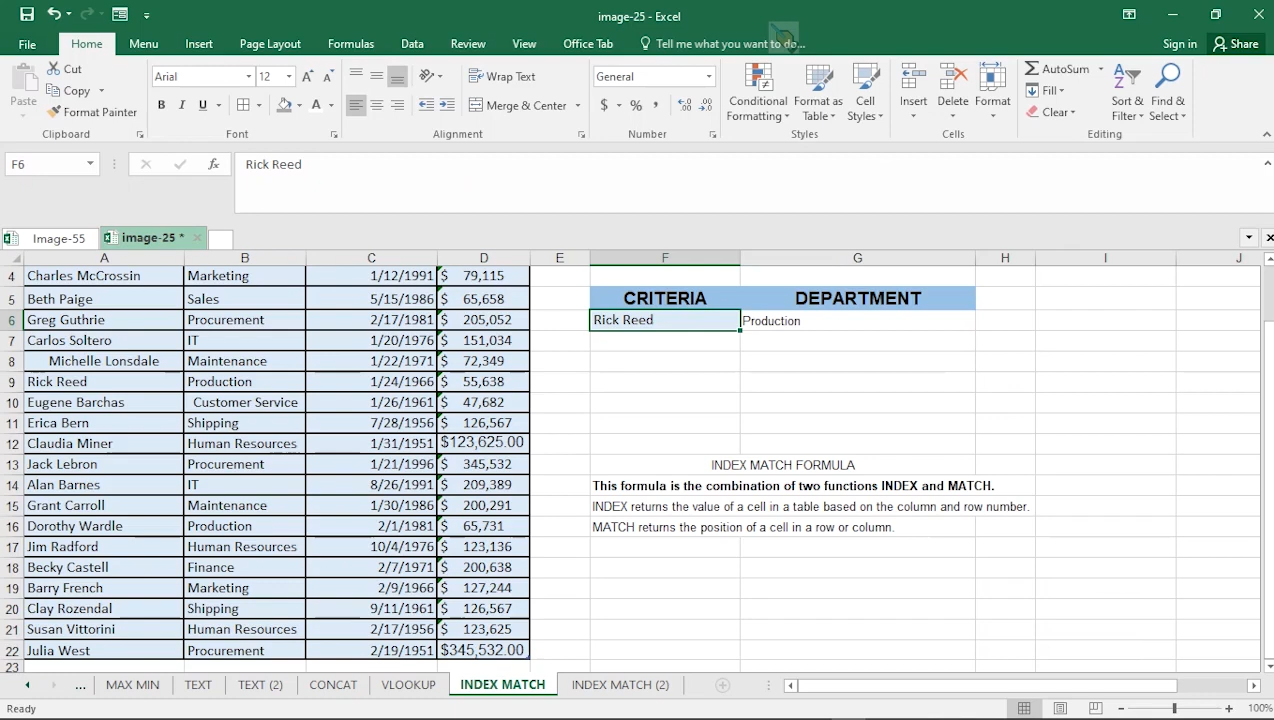 image-25 - Excel
File Home Menu Insert Page Layout Formulas Data Review View Office Tab Tell me what you want to do... Sign in Share
Paste Cut Copy Format Painter Clipboard
Arial 12 B I U A Font
Wrap Text Merge & Center Alignment
General $ % , Number
Conditional Formatting Format as Table Cell Styles Styles
Insert Delete Format Cells
AutoSum Fill Clear Sort & Filter Find & Select Editing
F6 fx Rick Reed
Image-55 image-25 *
A B C D E F G H I J
4 Charles McCrossin Marketing 1/12/1991 $ 79,115
5 Beth Paige Sales 5/15/1986 $ 65,658 CRITERIA DEPARTMENT
6 Greg Guthrie Procurement 2/17/1981 $ 205,052 Rick Reed Production
7 Carlos Soltero IT 1/20/1976 $ 151,034
8 Michelle Lonsdale Maintenance 1/22/1971 $ 72,349
9 Rick Reed Production 1/24/1966 $ 55,638
10 Eugene Barchas Customer Service 1/26/1961 $ 47,682
11 Erica Bern Shipping 7/28/1956 $ 126,567
12 Claudia Miner Human Resources 1/31/1951 $123,625.00
13 Jack Lebron Procurement 1/21/1996 $ 345,532 INDEX MATCH FORMULA
14 Alan Barnes IT 8/26/1991 $ 209,389 This formula is the combination of two functions INDEX and MATCH.
15 Grant Carroll Maintenance 1/30/1986 $ 200,291 INDEX returns the value of a cell in a table based on the column and row number.
16 Dorothy Wardle Production 2/1/1981 $ 65,731 MATCH returns the position of a cell in a row or column.
17 Jim Radford Human Resources 10/4/1976 $ 123,136
18 Becky Castell Finance 2/7/1971 $ 200,638
19 Barry French Marketing 2/9/1966 $ 127,244
20 Clay Rozendal Shipping 9/11/1961 $ 126,567
21 Susan Vittorini Human Resources 2/17/1956 $ 123,625
22 Julia West Procurement 2/19/1951 $345,532.00
23
... MAX MIN TEXT TEXT (2) CONCAT VLOOKUP INDEX MATCH INDEX MATCH (2)
Ready 100%